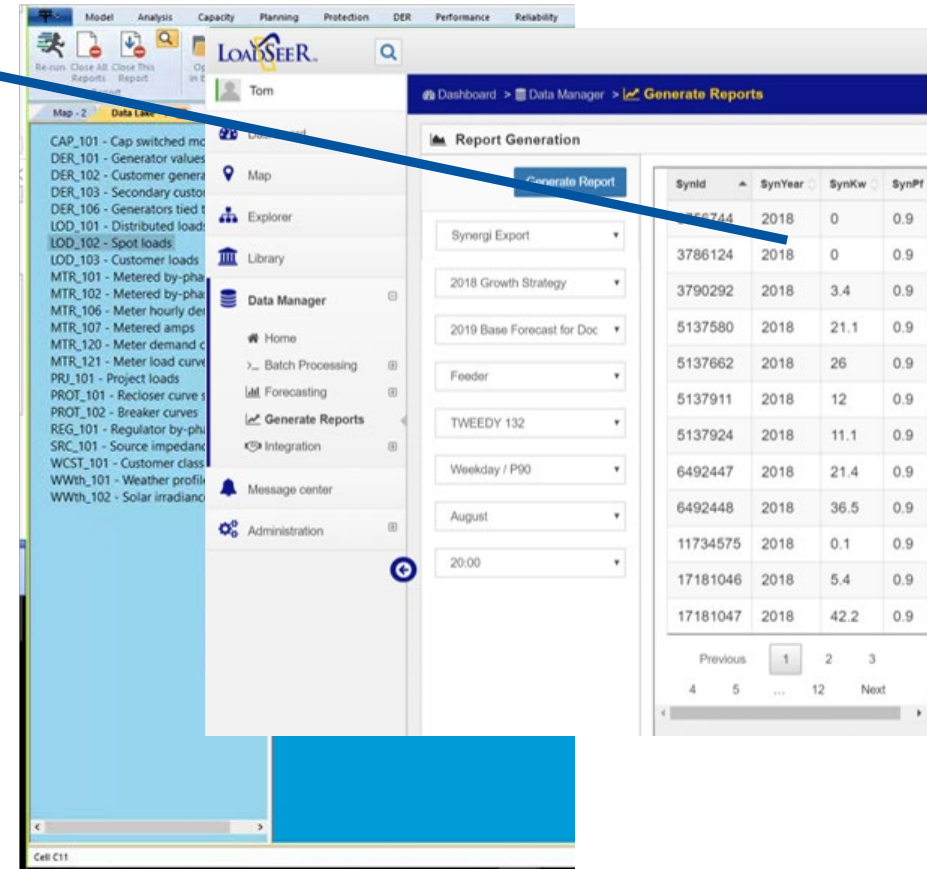 Model Analysis Capacity Planning Protection DER Performance Reliability
Re-run Close All Reports Close This Report
in E
Map - 2 Data Lake
CAP_101 - Cap switched mo
DER_101 - Generator values
DER_102 - Customer genera
DER_103 - Secondary custo
DER_106 - Generators tied t
LOD_101 - Distributed loads
LOD_102 - Spot loads
LOD_103 - Customer loads
MTR_101 - Metered by-pha
MTR_102 - Metered by-phas
MTR_106 - Meter hourly der
MTR_107 - Metered amps
MTR_120 - Meter demand c
MTR_121 - Meter load curve
PRJ_101 - Project loads
PROT_101 - Recloser curve s
PROT_102 - Breaker curves
REG_101 - Regulator by-pha
SRC_101 - Source impedanc
WCST_101 - Customer class
WWth_101 - Weather profile
WWth_102 - Solar irradianc
Cell C11
LOADSEER
Tom
Map
Explorer
Library
Data Manager
Home
>_ Batch Processing
Forecasting
Generate Reports
Integration
Message center
Administration
Dashboard > Data Manager > Generate Reports
Report Generation
Generate Report
Synergi Export
2018 Growth Strategy
2019 Base Forecast for Doc
Feeder
TWEEDY 132
Weekday / P90
August
20:00
SynId SynYear SynKw SynPf
2018 0 0.9
3786124 2018 0 0.9
3790292 2018 3.4 0.9
5137580 2018 21.1 0.9
5137662 2018 26 0.9
5137911 2018 12 0.9
5137924 2018 11.1 0.9
6492447 2018 21.4 0.9
6492448 2018 36.5 0.9
11734575 2018 0.1 0.9
17181046 2018 5.4 0.9
17181047 2018 42.2 0.9
Previous 1 2 3
4 5 ... 12 Next